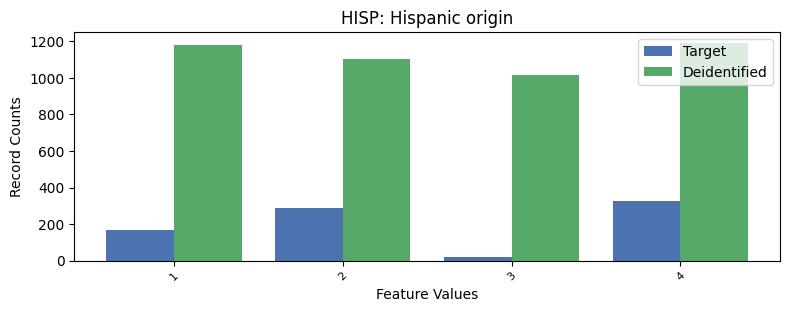 HISP: Hispanic origin
Target
Deidentified
1200
1000
800
600
400
200
0
Record Counts
1
2
3
4
Feature Values